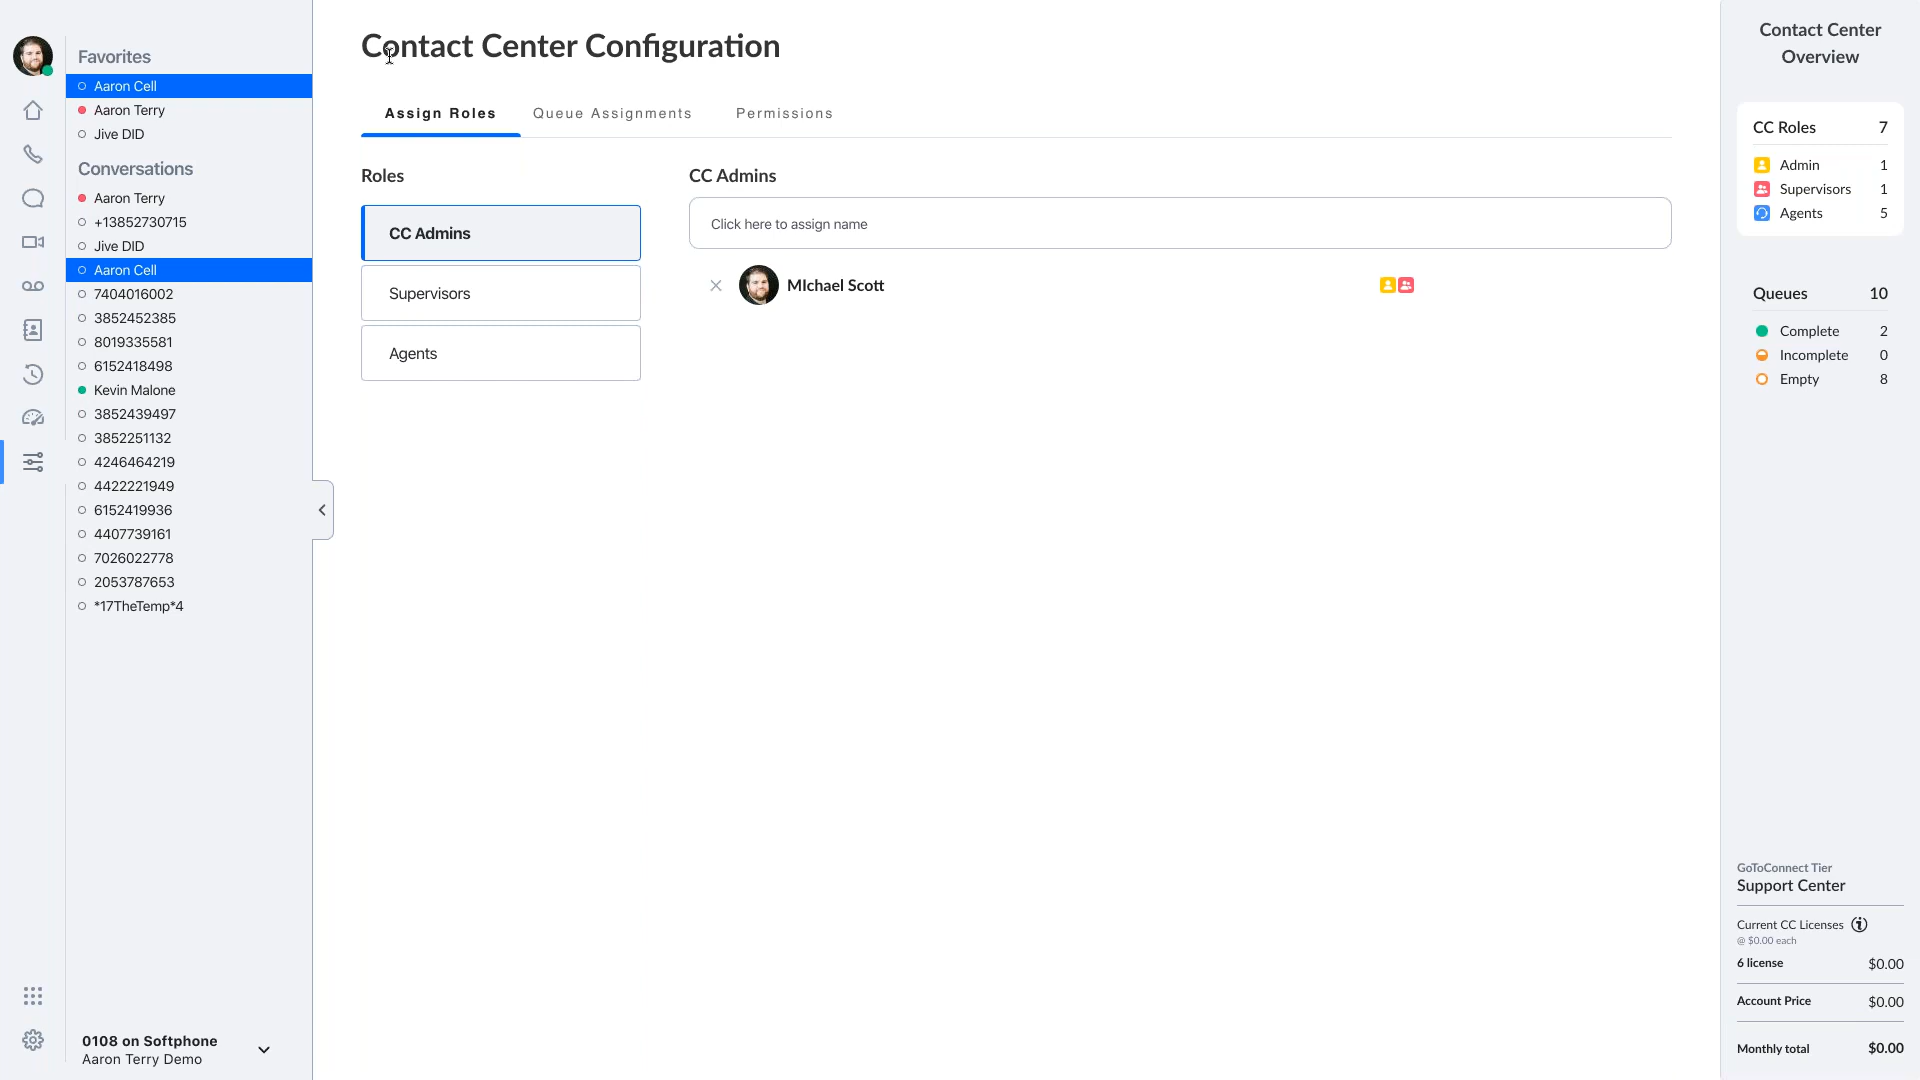 Favorites
Aaron Cell
Aaron Terry
Jive DID
Conversations
Aaron Terry
+13852730715
Jive DID
Aaron Cell
7404016002
3852452385
8019335581
6152418498
Kevin Malone
3852439497
3852251132
4246464219
4422221949
6152419936
4407739161
7026022778
2053787653
*17TheTemp*4
0108 on Softphone
Aaron Terry Demo
Contact Center Configuration
Assign Roles Queue Assignments Permissions
Roles
CC Admins
Supervisors
Agents
CC Admins
Click here to assign name
MIchael Scott
Contact Center
Overview
CC Roles 7
Admin 1
Supervisors 1
Agents 5
Queues 10
Complete 2
Incomplete 0
Empty 8
GoToConnect Tier
Support Center
Current CC Licenses
@ $0.00 each
6 license $0.00
Account Price $0.00
Monthly total $0.00